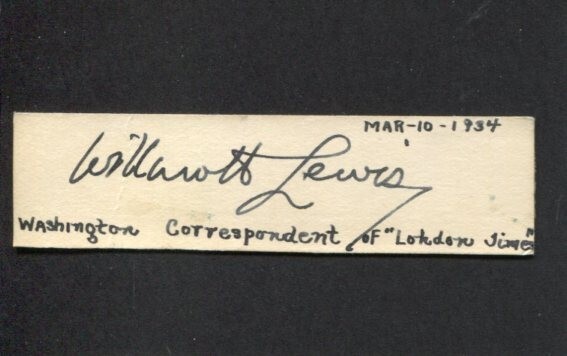 MAR-10-1934
Willmott Lewis
Washington Correspondent of "London Times"